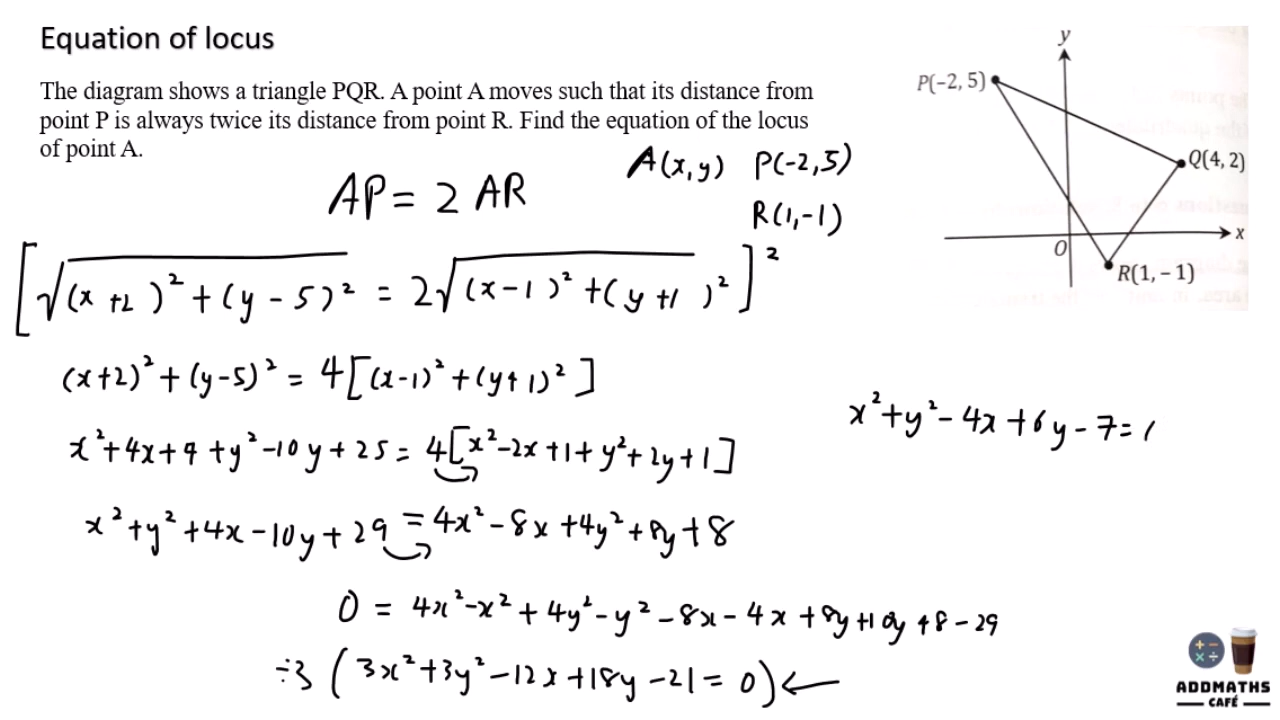 Equation of locus
The diagram shows a triangle PQR. A point A moves such that its distance from
point P is always twice its distance from point R. Find the equation of the locus
of point A.
A(x,y) P(-2,5)
R(1,-1)
AP = 2 AR
[√((x+2)²+(y-5)²) = 2√((x-1)²+(y+1)²)]²
(x+2)²+(y-5)² = 4[(x-1)²+(y+1)²]
x²+4x+4+y²-10y+25 = 4[x²-2x+1+y²+2y+1]
x²+y²+4x-10y+29 = 4x²-8x+4y²+8y+8
0 = 4x²-x²+4y²-y²-8x-4x+8y+10y+8-29
÷3 (3x²+3y²-12x+18y-21=0) ←
x²+y²-4x+6y-7=
y
P(-2, 5)
Q(4, 2)
x
O
R(1, -1)
ADDMATHS
CAFÉ